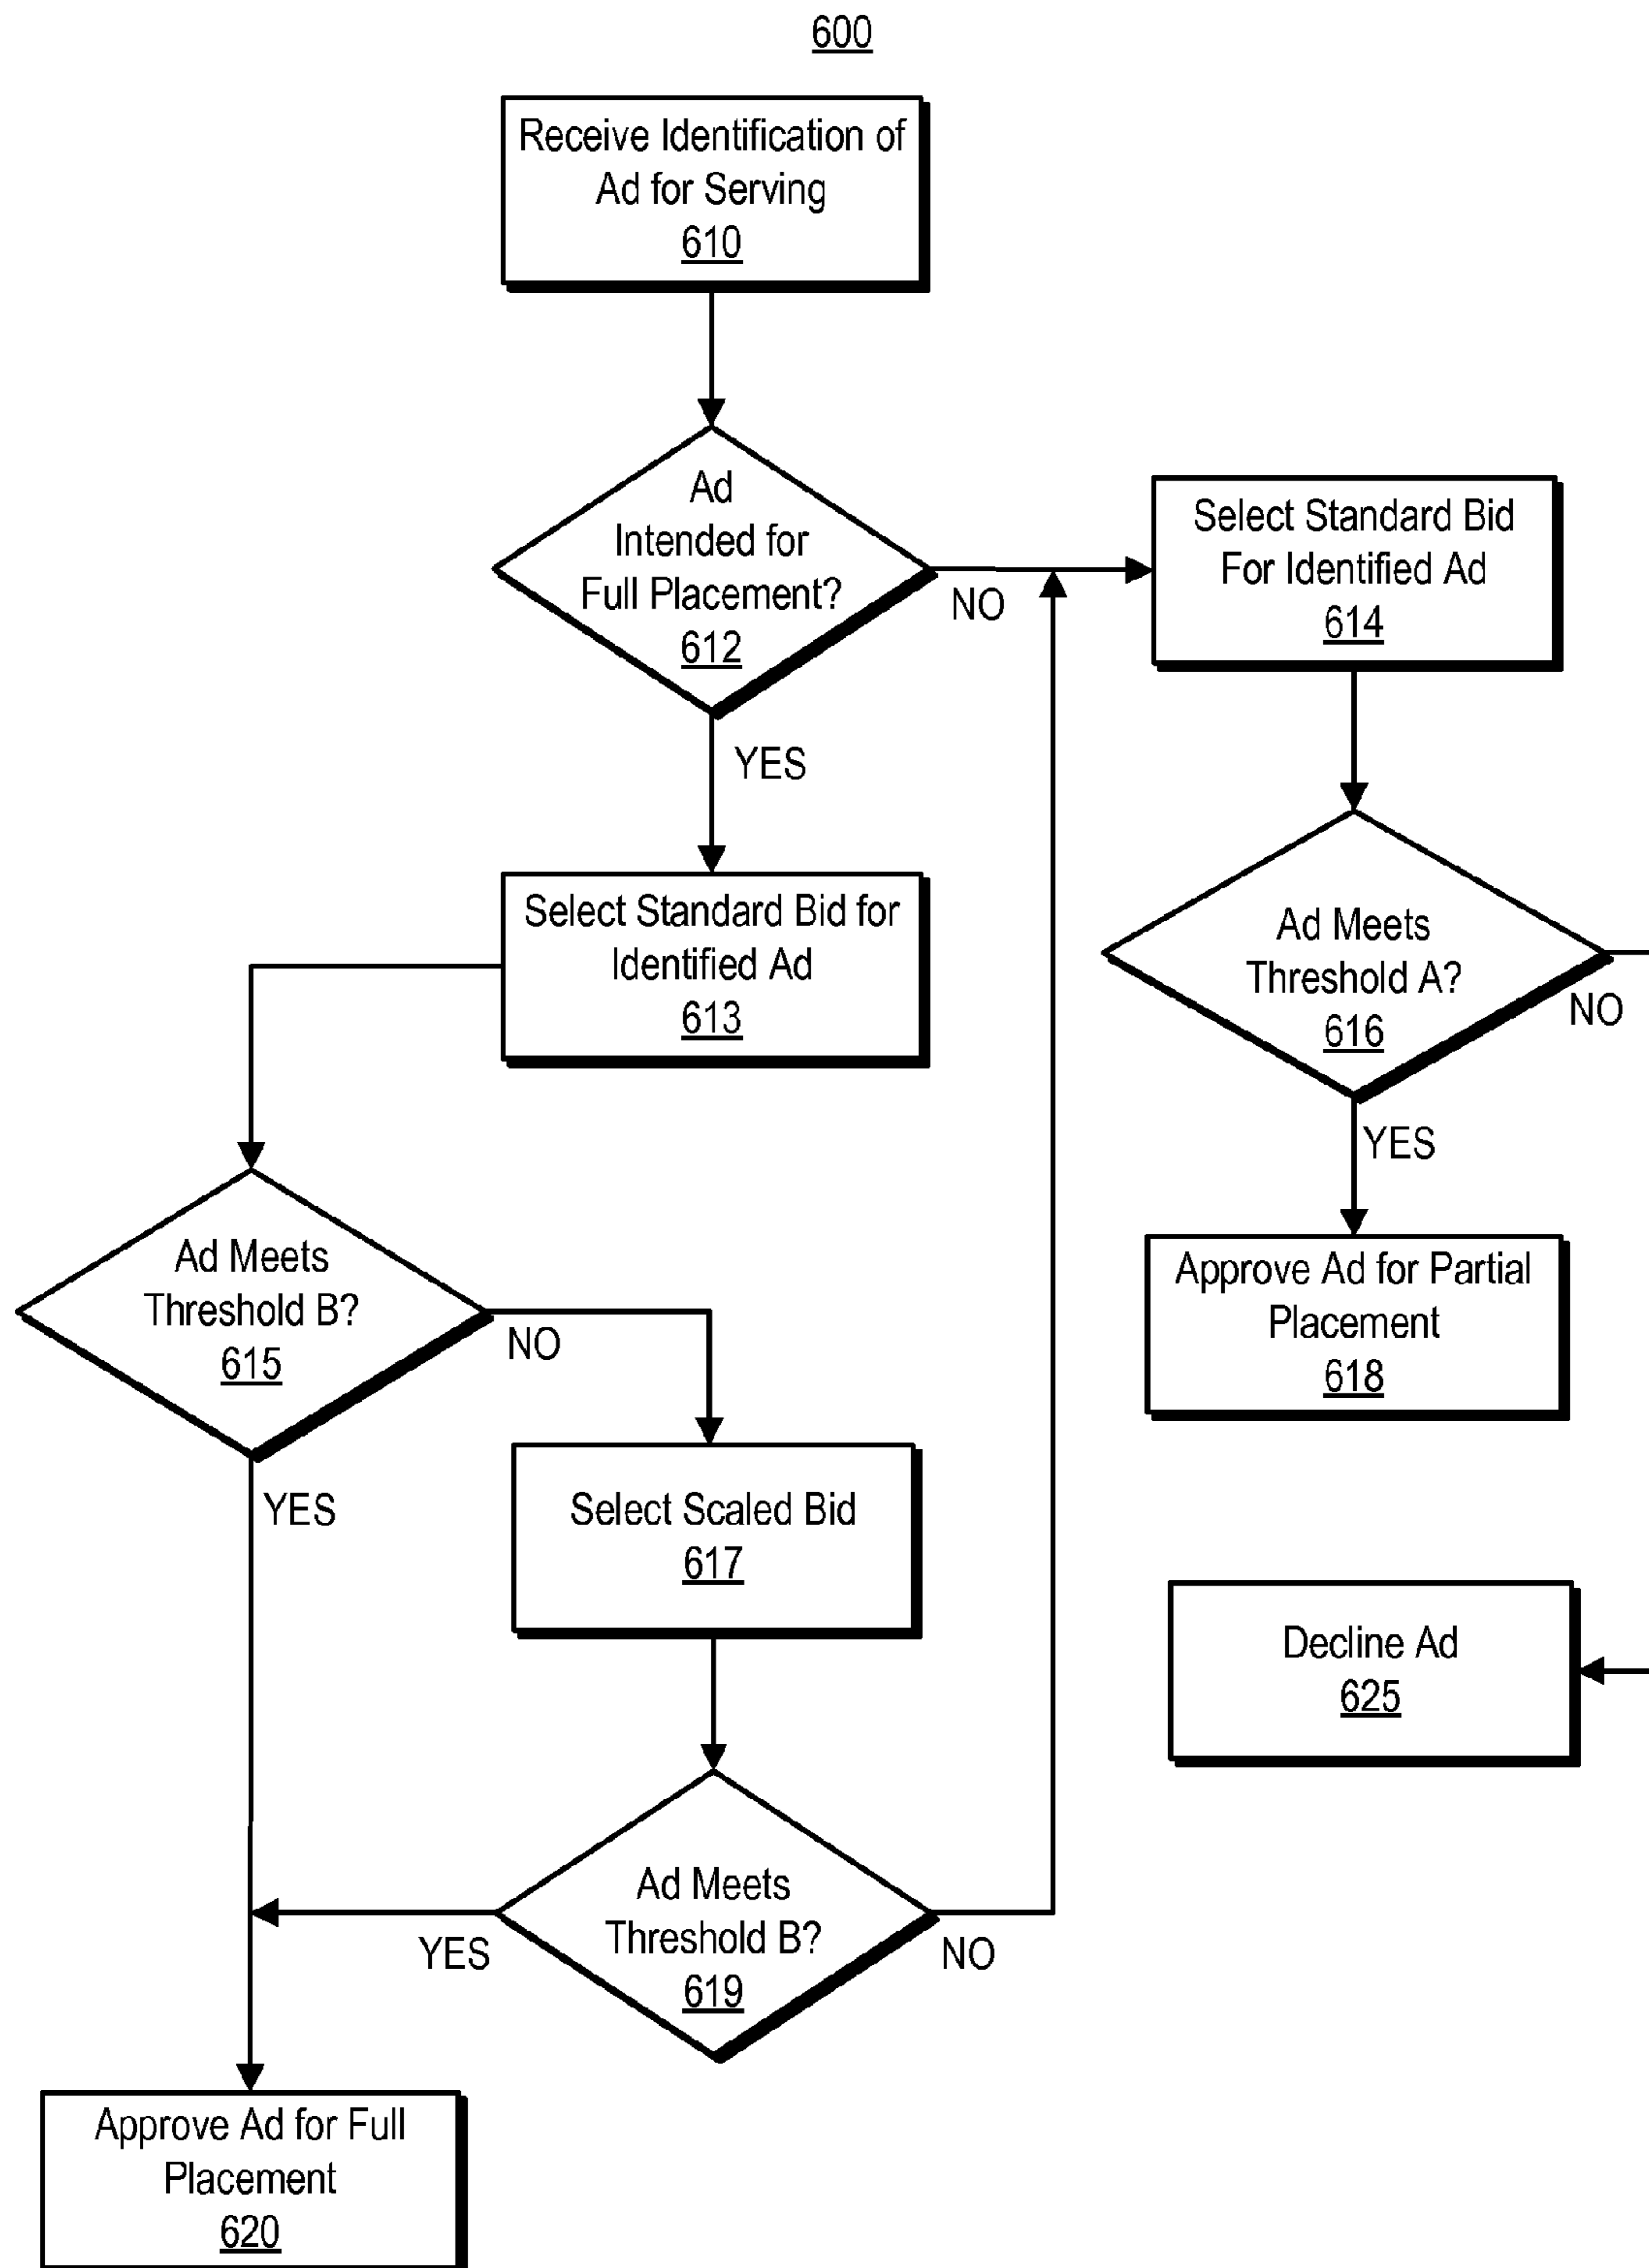 600
Receive Identification of
Ad for Serving
610
Ad
Intended for
Full Placement?
612
NO
YES
Select Standard Bid
For Identified Ad
614
Select Standard Bid for
Identified Ad
613
Ad Meets
Threshold A?
616
NO
YES
Ad Meets
Threshold B?
615
NO
YES
Approve Ad for Partial
Placement
618
Select Scaled Bid
617
Decline Ad
625
Ad Meets
Threshold B?
619
YES
NO
Approve Ad for Full
Placement
620